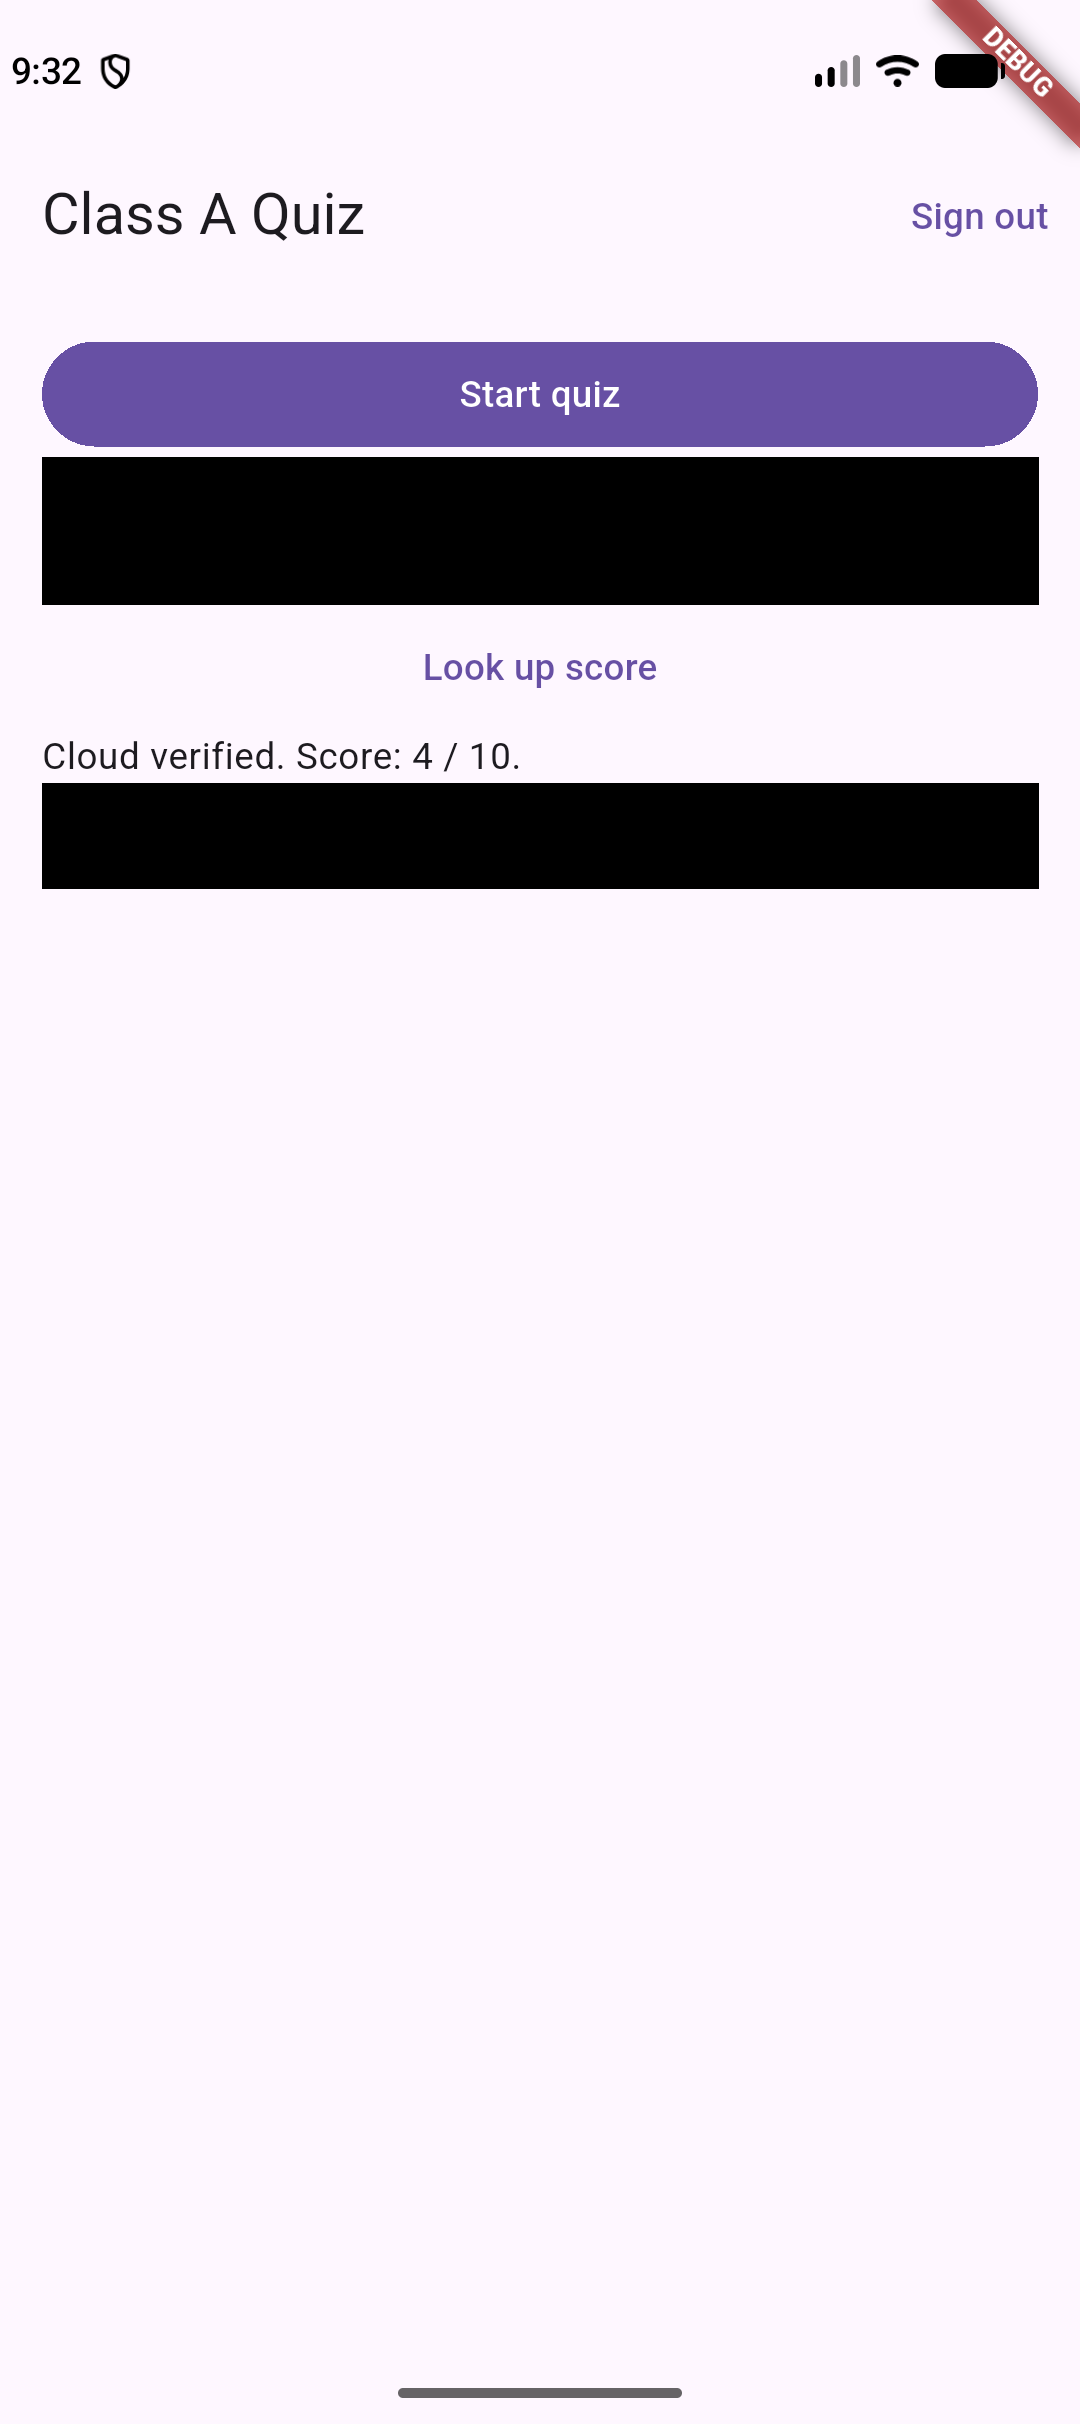 9:32
DEBUG
Class A Quiz
Sign out
Start quiz
Look up score
Cloud verified. Score: 4 / 10.